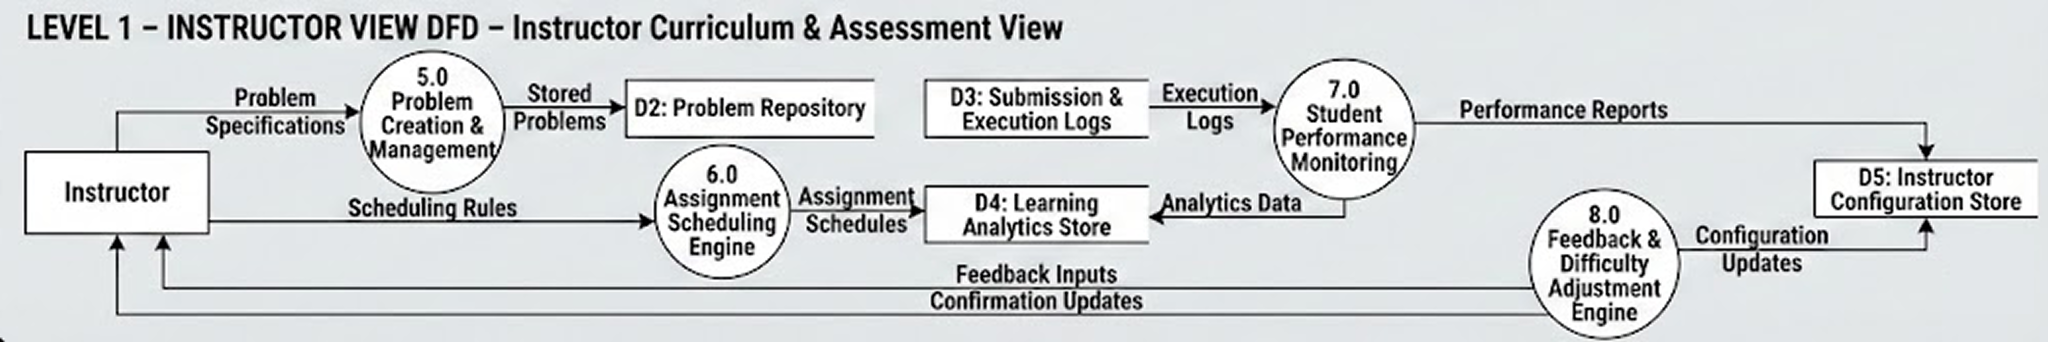 LEVEL 1 – INSTRUCTOR VIEW DFD – Instructor Curriculum & Assessment View
Problem
Specifications
5.0
Problem
Creation &
Management
Stored
Problems
D2: Problem Repository
D3: Submission &
Execution Logs
Execution
Logs
7.0
Student
Performance
Monitoring
Performance Reports
Instructor
Scheduling Rules
6.0
Assignment
Scheduling
Engine
Assignment
Schedules
D4: Learning
Analytics Store
Analytics Data
D5: Instructor
Configuration Store
8.0
Feedback &
Difficulty
Adjustment
Engine
Configuration
Updates
Feedback Inputs
Confirmation Updates